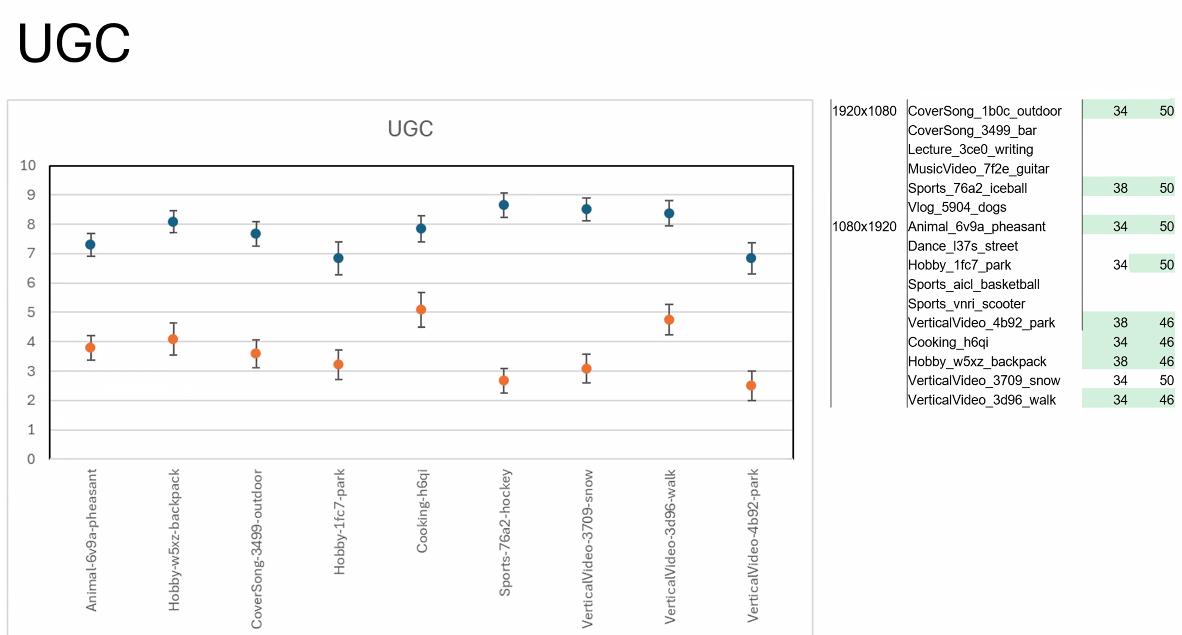 UGC
UGC
10
9
8
7
6
5
4
3
2
1
0
Animal-6v9a-pheasant
Hobby-w5xz-backpack
CoverSong-3499-outdoor
Hobby-1fc7-park
Cooking-h6qi
Sports-76a2-hockey
VerticalVideo-3709-snow
VerticalVideo-3d96-walk
VerticalVideo-4b92-park
1920x1080 CoverSong_1b0c_outdoor 34 50
CoverSong_3499_bar
Lecture_3ce0_writing
MusicVideo_7f2e_guitar
Sports_76a2_iceball 38 50
Vlog_5904_dogs
1080x1920 Animal_6v9a_pheasant 34 50
Dance_l37s_street
Hobby_1fc7_park 34 50
Sports_aicl_basketball
Sports_vnri_scooter
VerticalVideo_4b92_park 38 46
Cooking_h6qi 34 46
Hobby_w5xz_backpack 38 46
VerticalVideo_3709_snow 34 50
VerticalVideo_3d96_walk 34 46